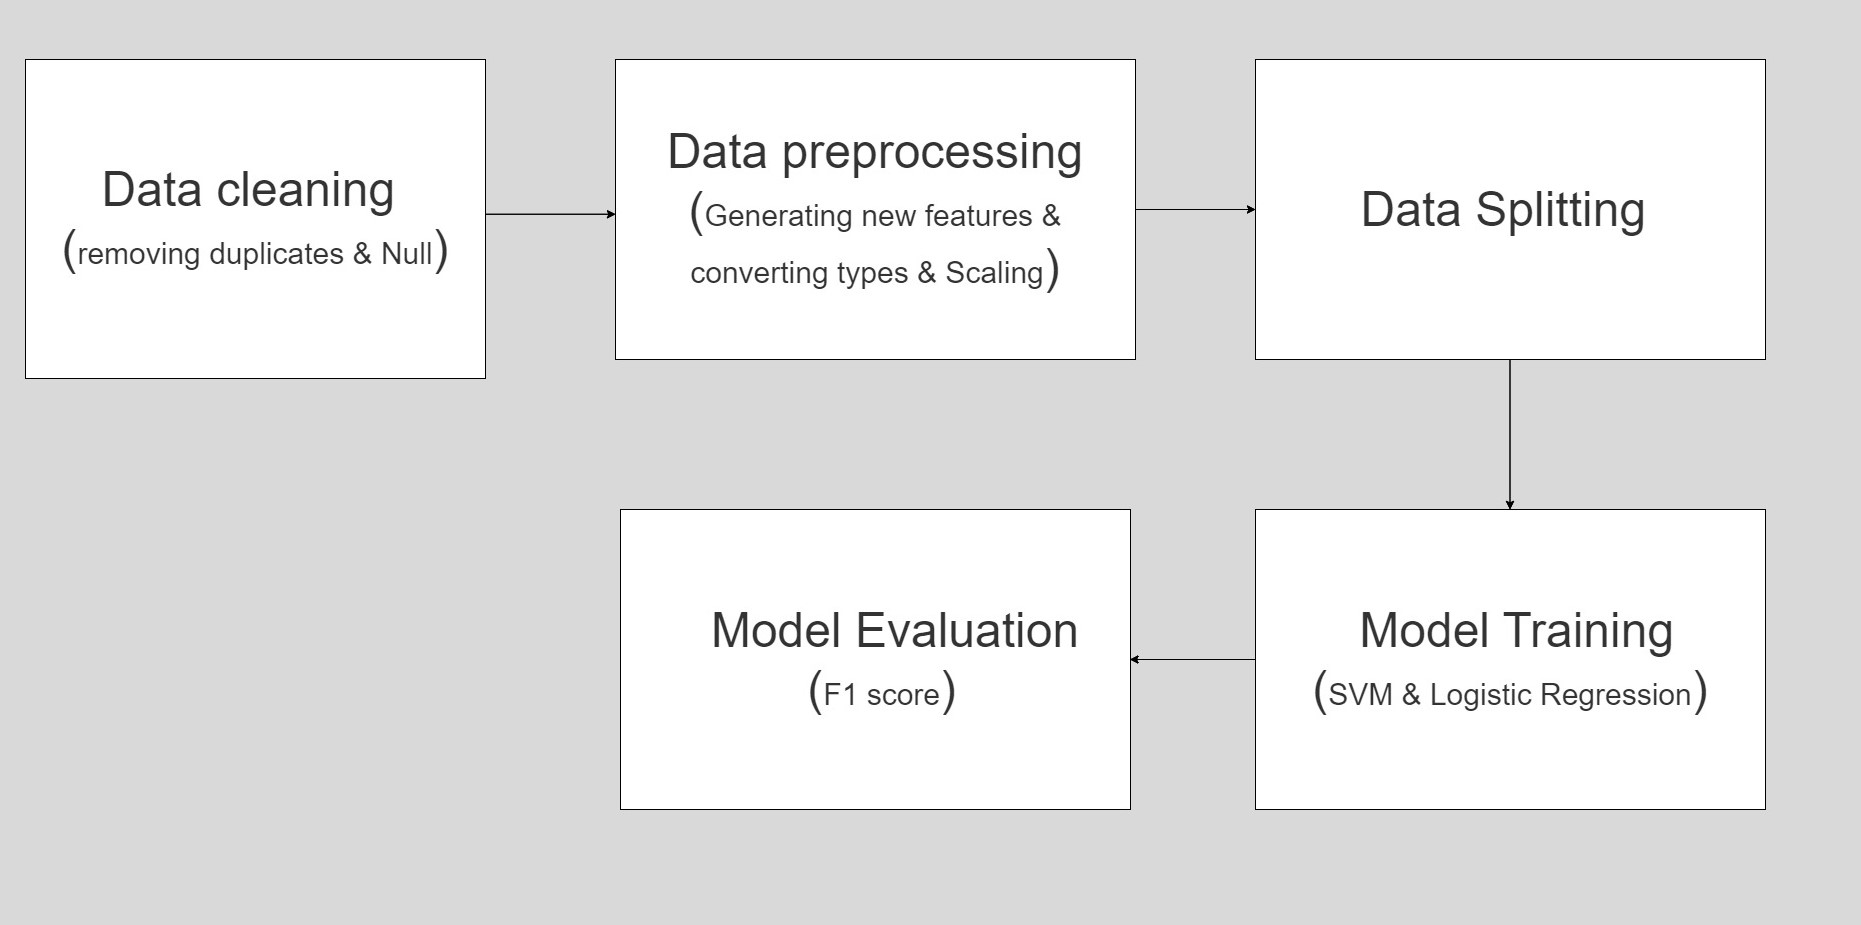 Data cleaning
(removing duplicates & Null)
Data preprocessing
(Generating new features &
converting types & Scaling)
Data Splitting
Model Training
(SVM & Logistic Regression)
Model Evaluation
(F1 score)